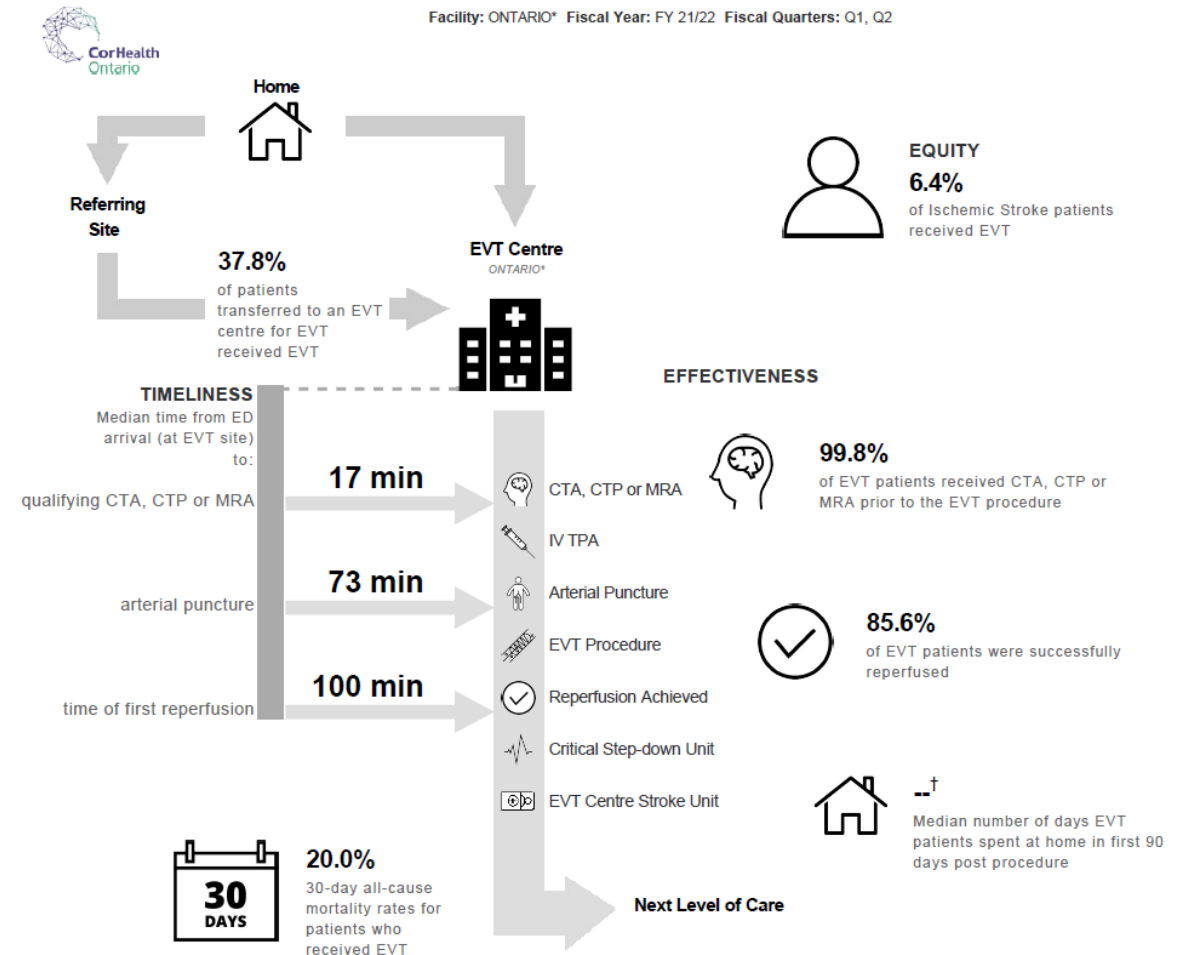 Facility: ONTARIO* Fiscal Year: FY 21/22 Fiscal Quarters: Q1, Q2
CorHealth
Ontario
Home
EQUITY
6.4%
of Ischemic Stroke patients
received EVT
Referring
Site
EVT Centre
ONTARIO*
37.8%
of patients
transferred to an EVT
centre for EVT
received EVT
EFFECTIVENESS
TIMELINESS
Median time from ED
arrival (at EVT site)
to:
17 min
qualifying CTA, CTP or MRA
CTA, CTP or MRA
99.8%
of EVT patients received CTA, CTP or
MRA prior to the EVT procedure
IV TPA
73 min
arterial puncture
Arterial Puncture
85.6%
of EVT patients were successfully
reperfused
EVT Procedure
100 min
time of first reperfusion
Reperfusion Achieved
Critical Step-down Unit
EVT Centre Stroke Unit
--†
Median number of days EVT
patients spent at home in first 90
days post procedure
30
DAYS
20.0%
30-day all-cause
mortality rates for
patients who
received EVT
Next Level of Care